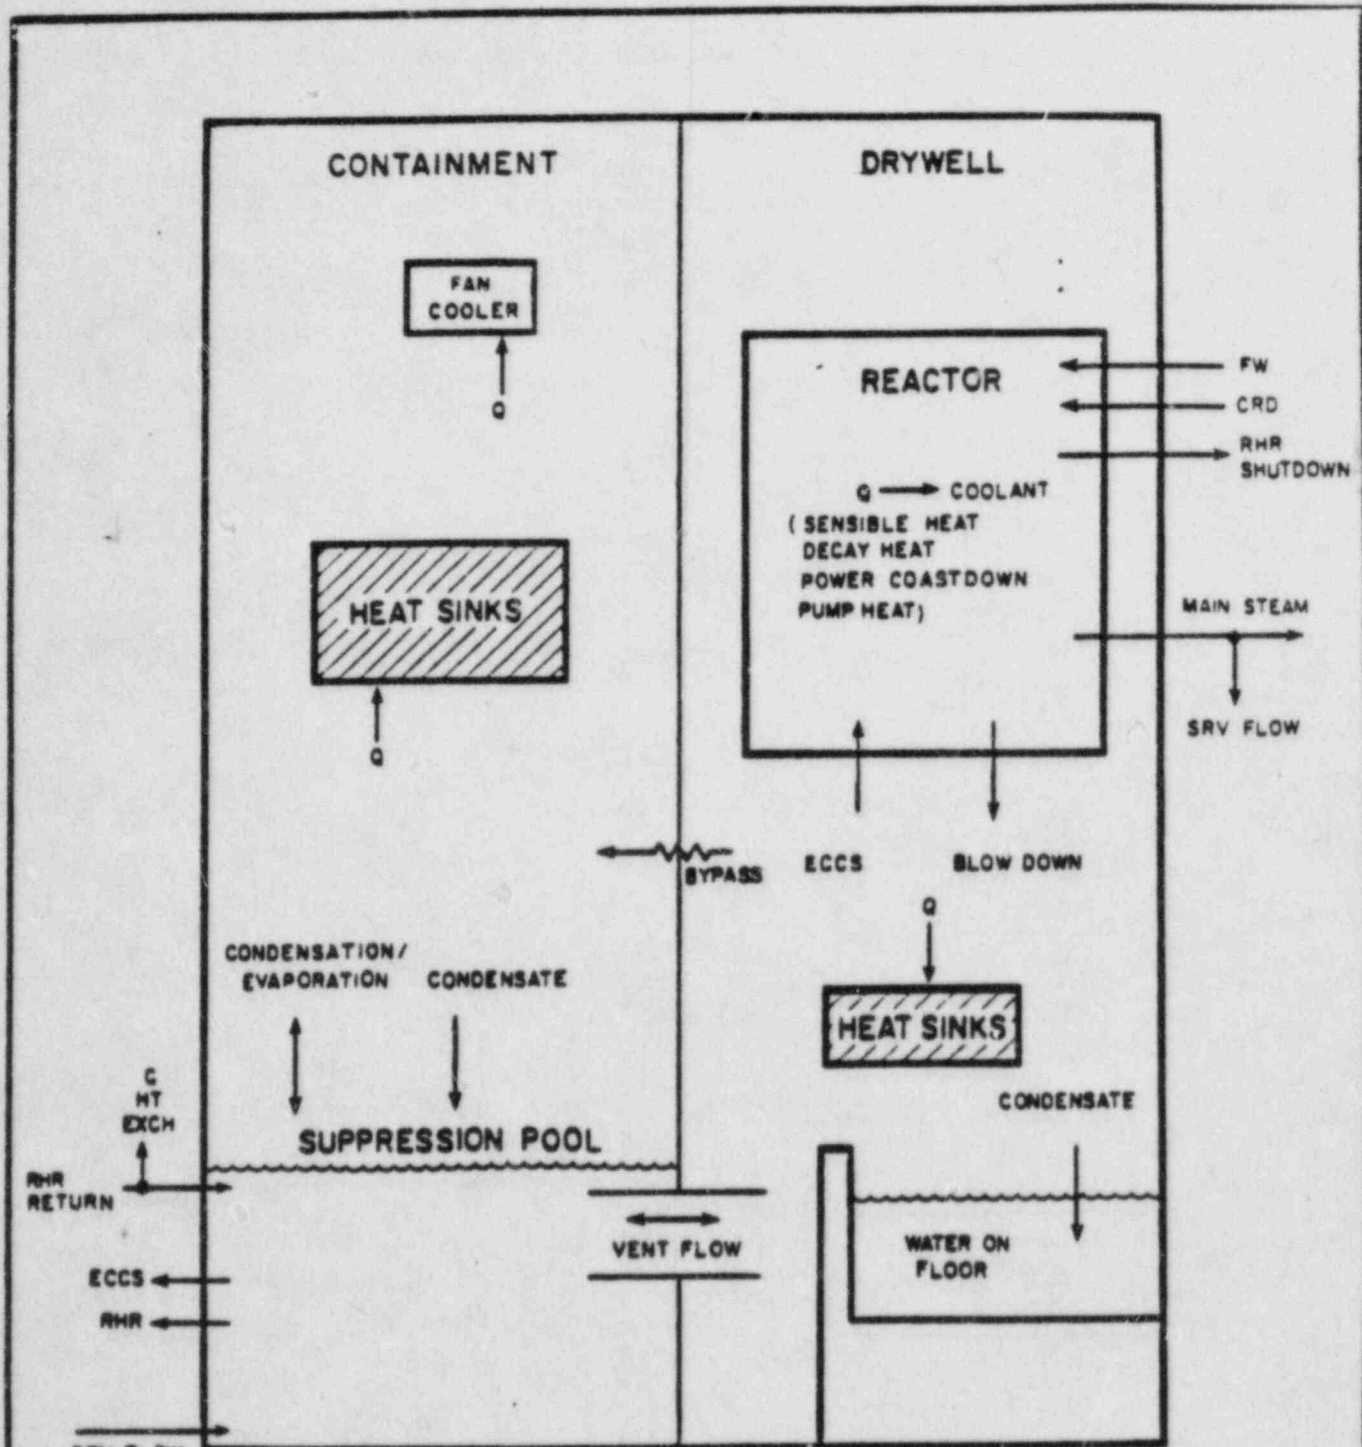 CONTAINMENT
DRYWELL
FAN
COOLER
Q
REACTOR
FW
CRD
RHR
SHUTDOWN
Q COOLANT
(SENSIBLE HEAT
DECAY HEAT
POWER COASTDOWN
PUMP HEAT)
HEAT SINKS
Q
MAIN STEAM
SRV FLOW
BYPASS
ECCS
BLOW DOWN
Q
HEAT SINKS
CONDENSATE
CONDENSATION/
EVAPORATION
CONDENSATE
HT
EXCH
SUPPRESSION POOL
RHR
RETURN
VENT FLOW
WATER ON
FLOOR
ECCS
RHR